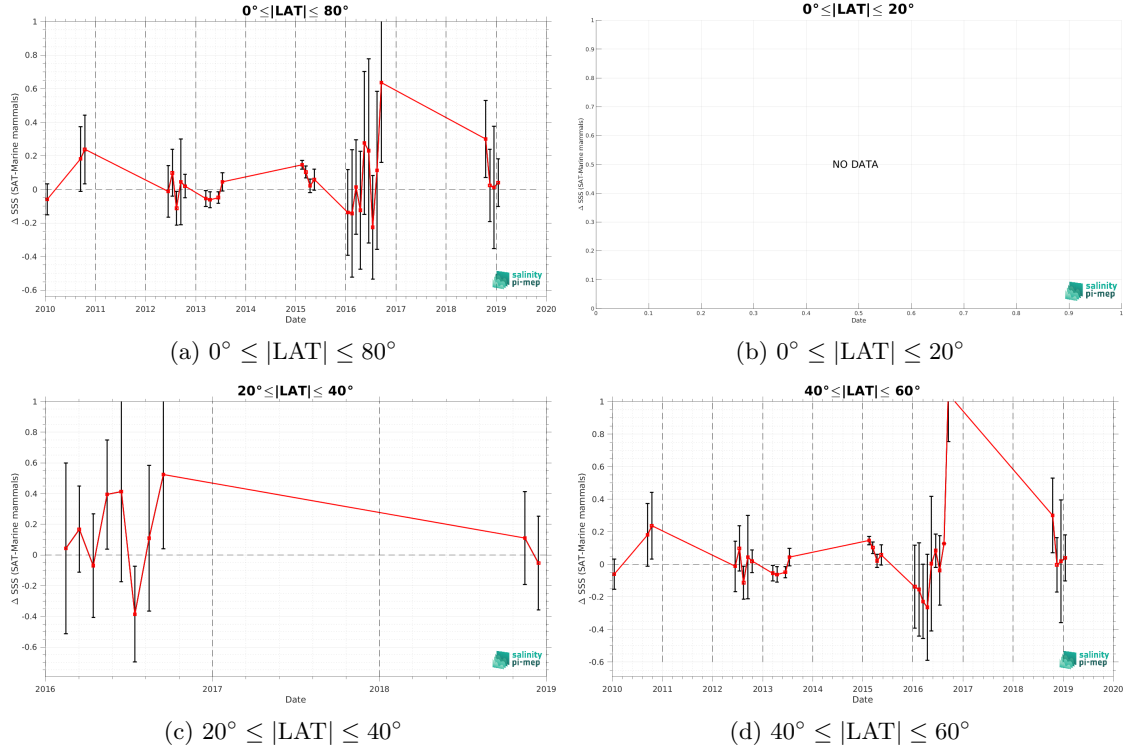 0°≤|LAT|≤ 80°
1
0.8
0.6
0.4
0.2
0
-0.2
-0.4
-0.6
Δ SSS (SAT-Marine mammals)
2010 2011 2012 2013 2014 2015 2016 2017 2018 2019 2020
Date
salinity
pi-mep
(a) 0° ≤ |LAT| ≤ 80°
0°≤|LAT|≤ 20°
1
0.9
0.8
0.7
0.6
0.5
0.4
0.3
0.2
0.1
0
Δ SSS (SAT-Marine mammals)
NO DATA
0 0.1 0.2 0.3 0.4 0.5 0.6 0.7 0.8 0.9 1
Date
salinity
pi-mep
(b) 0° ≤ |LAT| ≤ 20°
20°≤|LAT|≤ 40°
1
0.8
0.6
0.4
0.2
0
-0.2
-0.4
-0.6
Δ SSS (SAT-Marine mammals)
2016 2017 2018 2019
Date
salinity
pi-mep
(c) 20° ≤ |LAT| ≤ 40°
40°≤|LAT|≤ 60°
1
0.8
0.6
0.4
0.2
0
-0.2
-0.4
-0.6
Δ SSS (SAT-Marine mammals)
2010 2011 2012 2013 2014 2015 2016 2017 2018 2019 2020
Date
salinity
pi-mep
(d) 40° ≤ |LAT| ≤ 60°